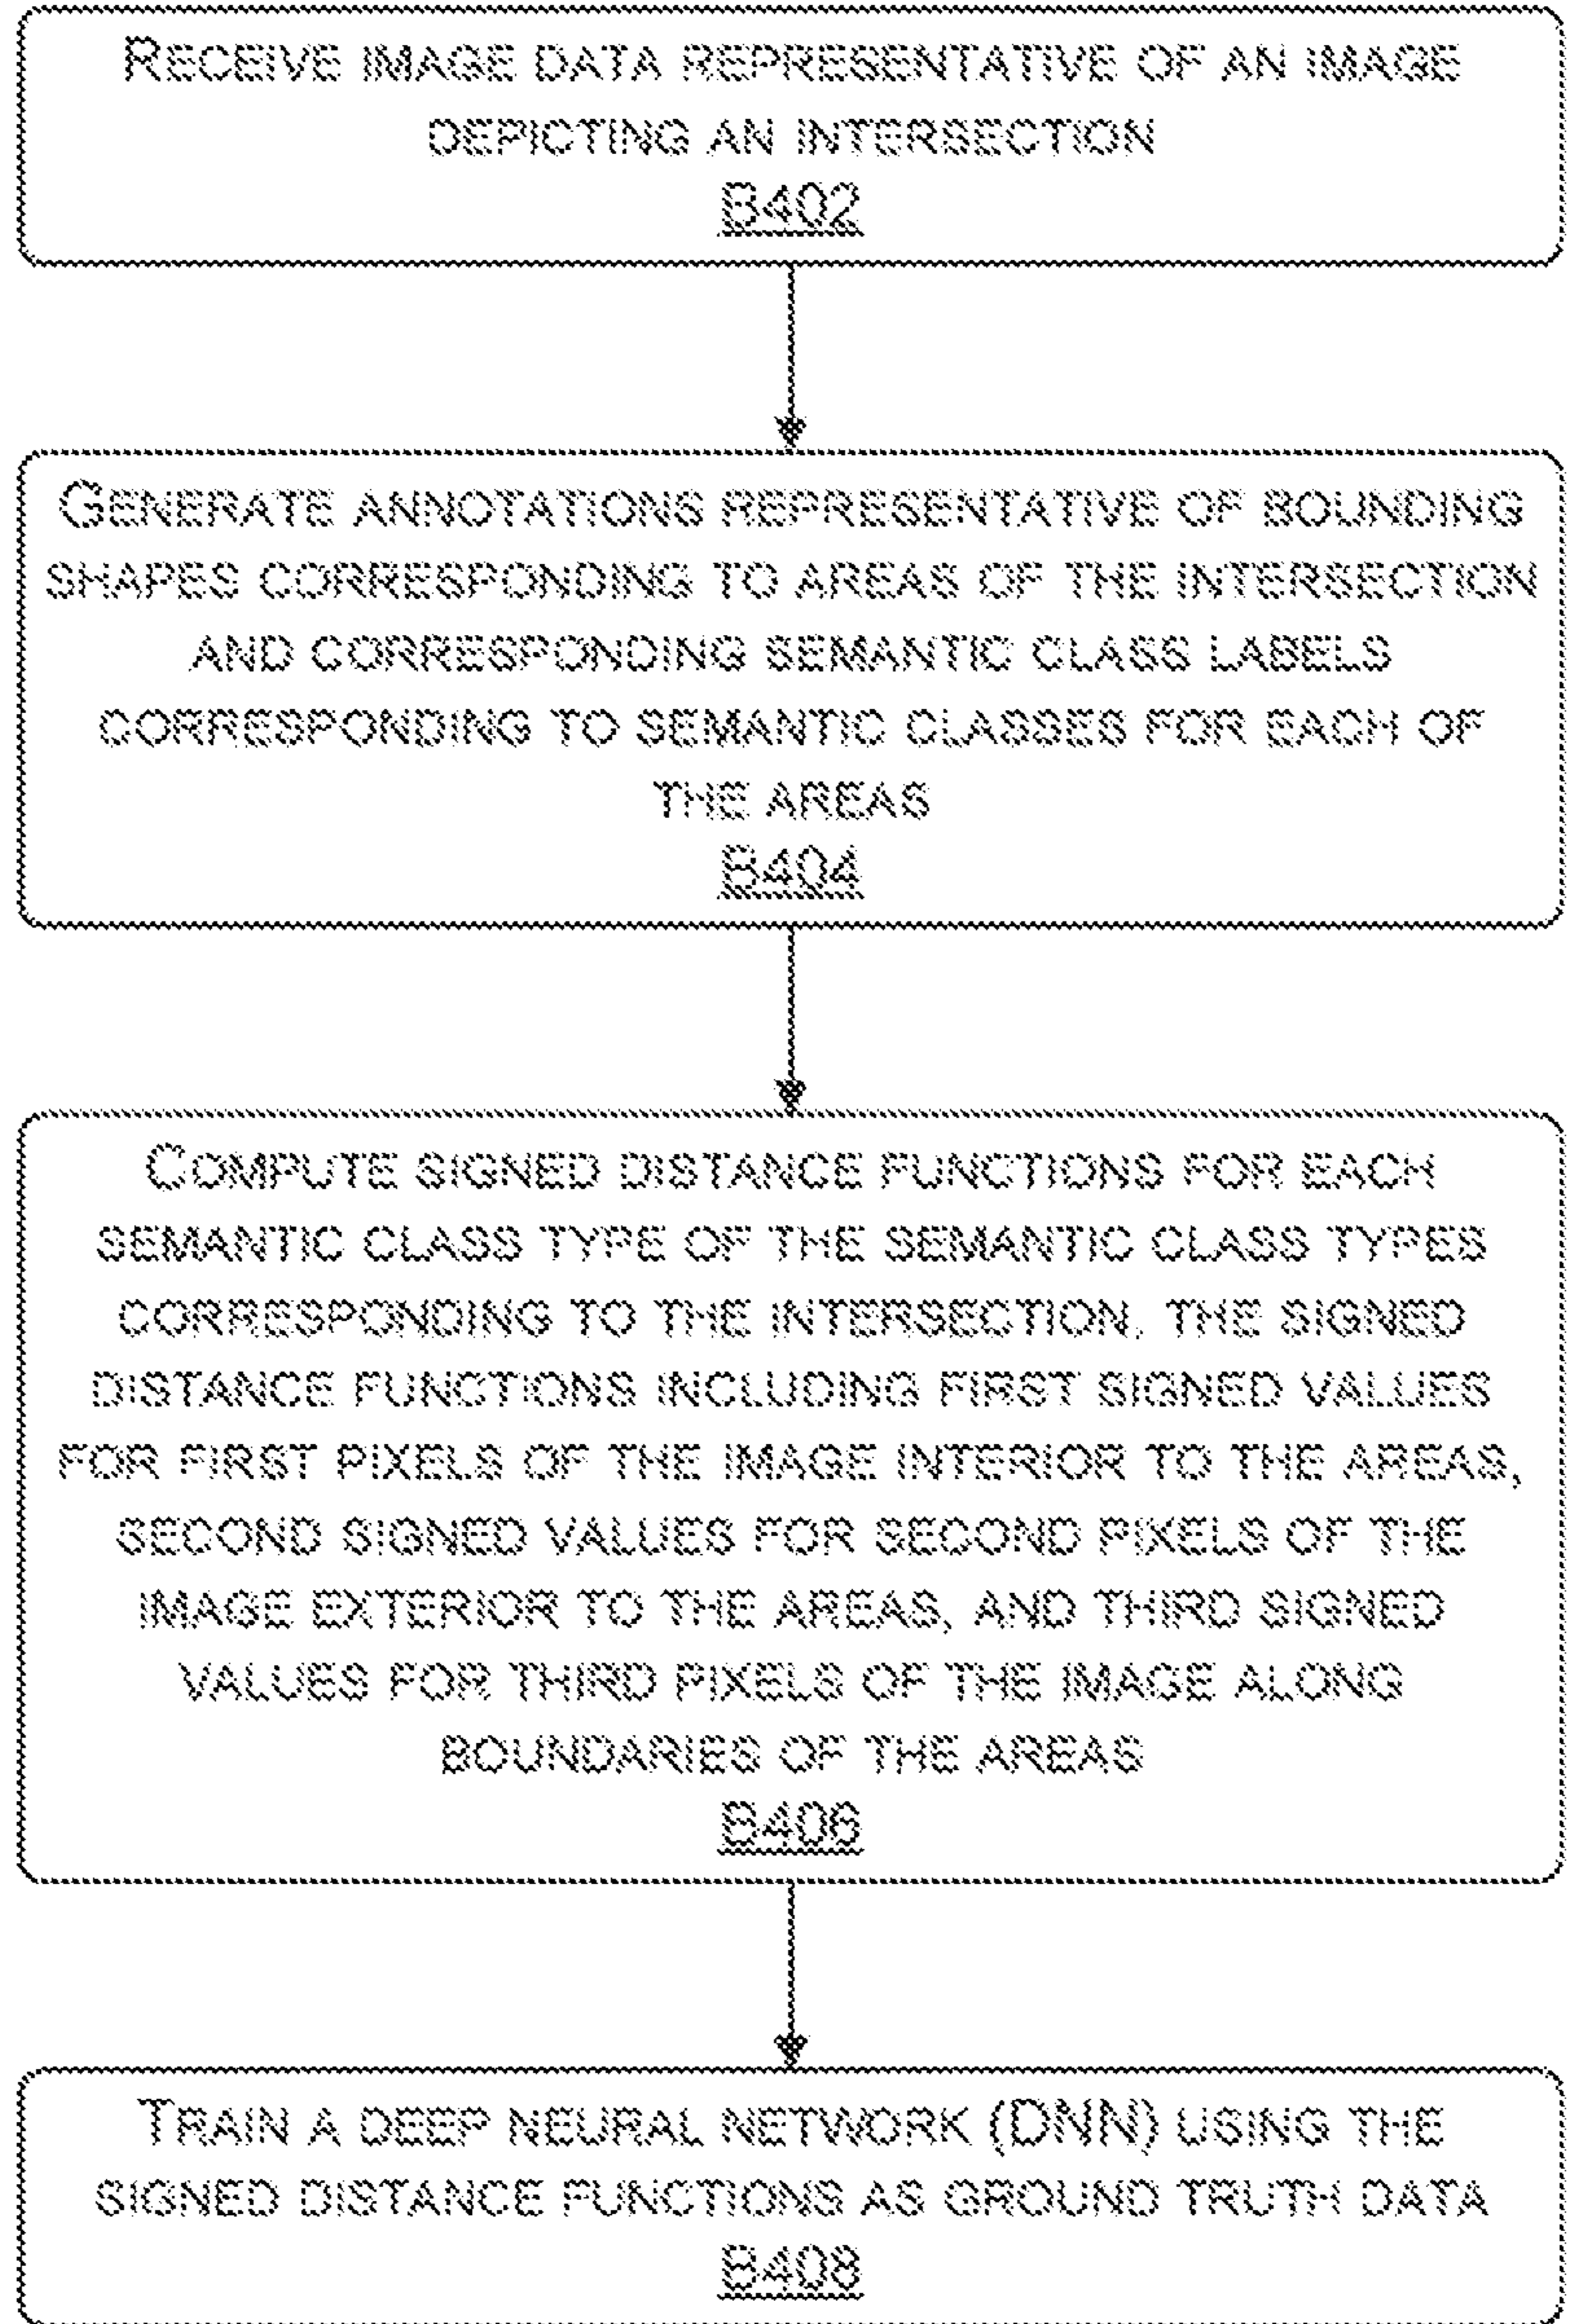 RECEIVE IMAGE DATA REPRESENTATIVE OF AN IMAGE
DEPICTING AN INTERSECTION
B402
GENERATE ANNOTATIONS REPRESENTATIVE OF BOUNDING
SHAPES CORRESPONDING TO AREAS OF THE INTERSECTION
AND CORRESPONDING SEMANTIC CLASS LABELS
CORRESPONDING TO SEMANTIC CLASSES FOR EACH OF
THE AREAS
B404
COMPUTE SIGNED DISTANCE FUNCTIONS FOR EACH
SEMANTIC CLASS TYPE OF THE SEMANTIC CLASS TYPES
CORRESPONDING TO THE INTERSECTION, THE SIGNED
DISTANCE FUNCTIONS INCLUDING FIRST SIGNED VALUES
FOR FIRST PIXELS OF THE IMAGE INTERIOR TO THE AREAS,
SECOND SIGNED VALUES FOR SECOND PIXELS OF THE
IMAGE EXTERIOR TO THE AREAS, AND THIRD SIGNED
VALUES FOR THIRD PIXELS OF THE IMAGE ALONG
BOUNDARIES OF THE AREAS
B406
TRAIN A DEEP NEURAL NETWORK (DNN) USING THE
SIGNED DISTANCE FUNCTIONS AS GROUND TRUTH DATA
B408